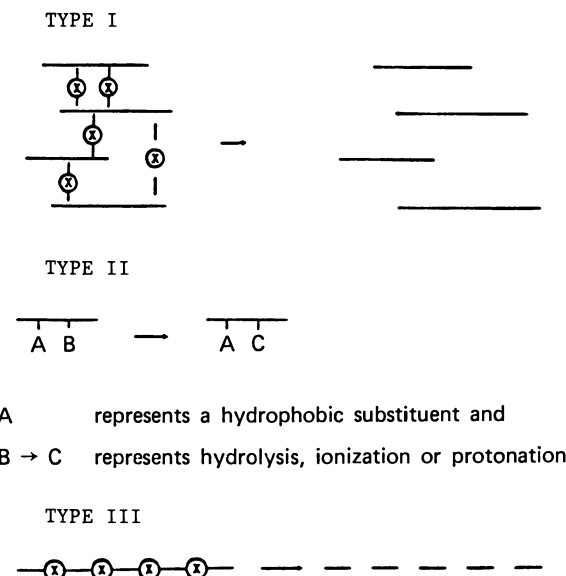 TYPE I
X X
X
X
X
TYPE II
A B → A C
A represents a hydrophobic substituent and
B → C represents hydrolysis, ionization or protonation
TYPE III
X X X X